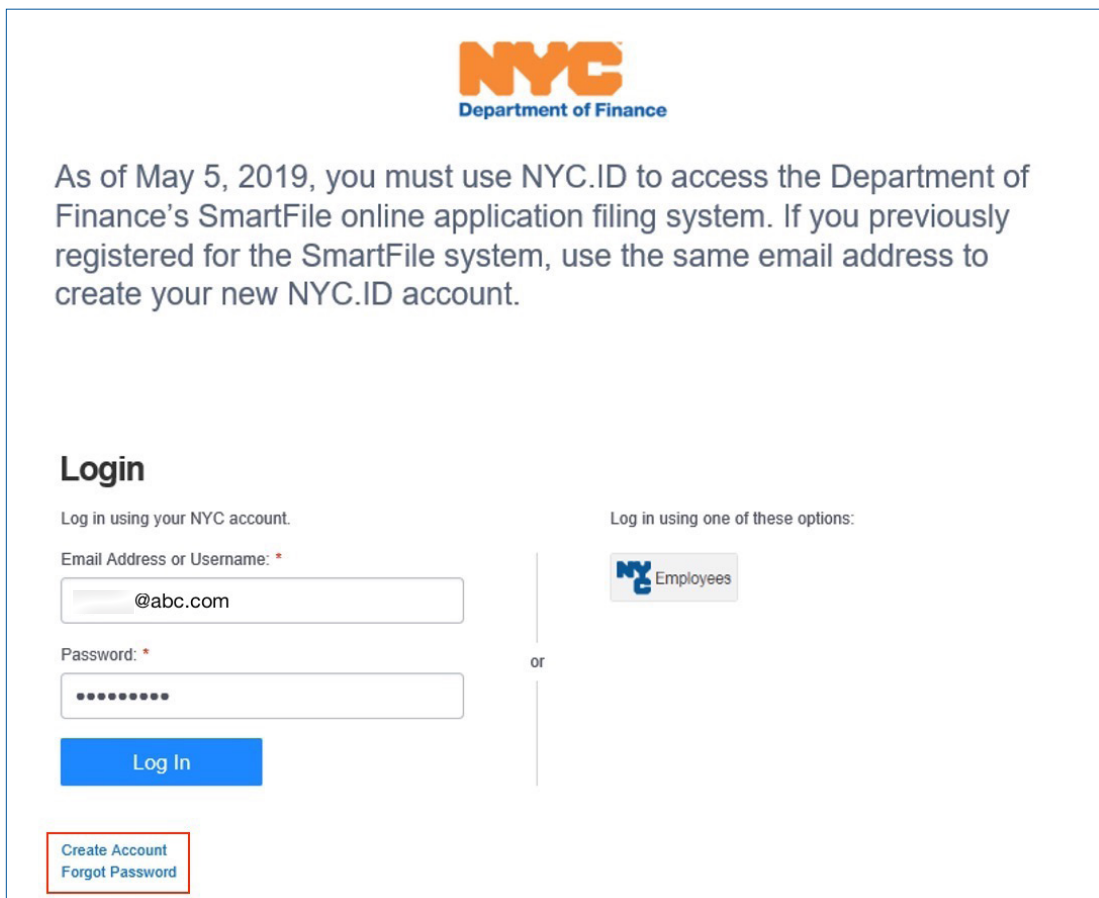 NYC
Department of Finance
As of May 5, 2019, you must use NYC.ID to access the Department of
Finance's SmartFile online application filing system. If you previously
registered for the SmartFile system, use the same email address to
create your new NYC.ID account.
Login
Log in using your NYC account.
Email Address or Username: *
@abc.com
Password: *
•••••••••
Log In
or
Log in using one of these options:
NYC Employees
Create Account
Forgot Password